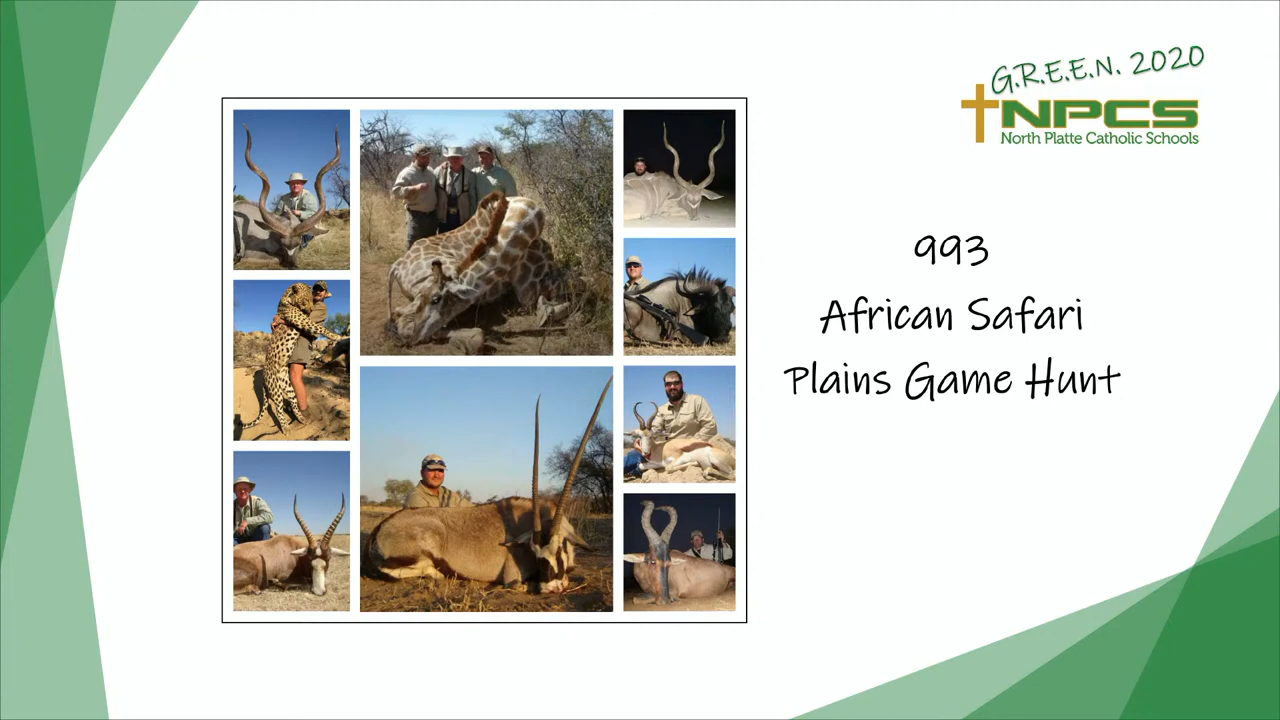 G.R.E.E.N. 2020
NPCS
North Platte Catholic Schools
993
African Safari
Plains Game Hunt